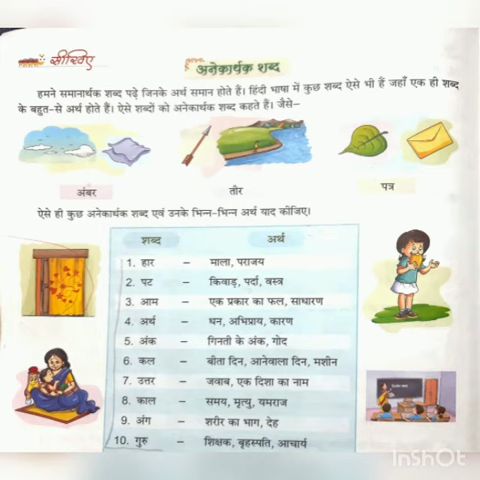 सीखिए
अनेकार्थक शब्द
हमने समानार्थक शब्द पढ़े जिनके अर्थ समान होते हैं। हिंदी भाषा में कुछ शब्द ऐसे भी हैं जहाँ एक ही शब्द
के बहुत-से अर्थ होते हैं। ऐसे शब्दों को अनेकार्थक शब्द कहते हैं। जैसे–
अंबर तीर पत्र
ऐसे ही कुछ अनेकार्थक शब्द एवं उनके भिन्न-भिन्न अर्थ याद कीजिए।
शब्द अर्थ
1. हार – माला, पराजय
2. पट – किवाड़, पर्दा, वस्त्र
3. आम – एक प्रकार का फल, साधारण
4. अर्थ – धन, अभिप्राय, कारण
5. अंक – गिनती के अंक, गोद
6. कल – बीता दिन, आनेवाला दिन, मशीन
7. उत्तर – जवाब, एक दिशा का नाम
8. काल – समय, मृत्यु, यमराज
9. अंग – शरीर का भाग, देह
10. गुरु – शिक्षक, बृहस्पति, आचार्य
InShOt